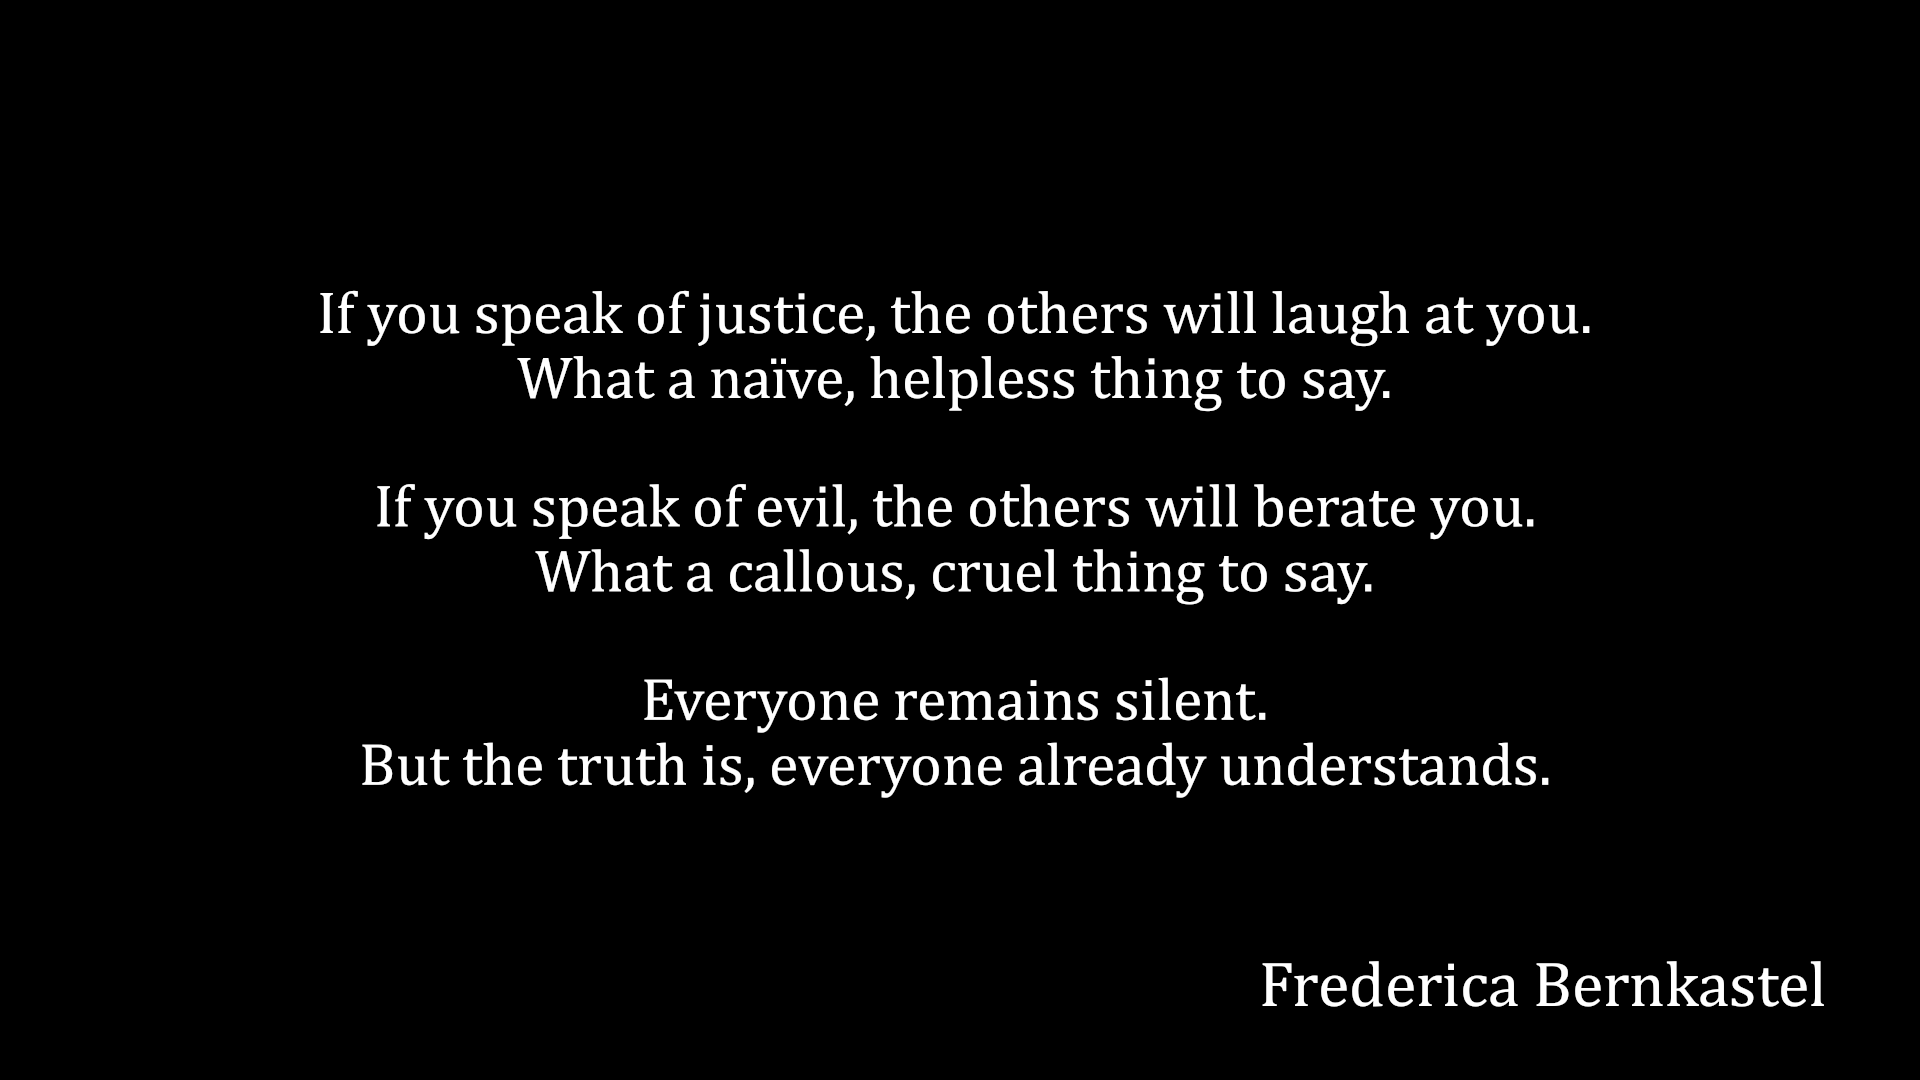 If you speak of justice, the others will laugh at you.
What a naïve, helpless thing to say.
If you speak of evil, the others will berate you.
What a callous, cruel thing to say.
Everyone remains silent.
But the truth is, everyone already understands.
Frederica Bernkastel